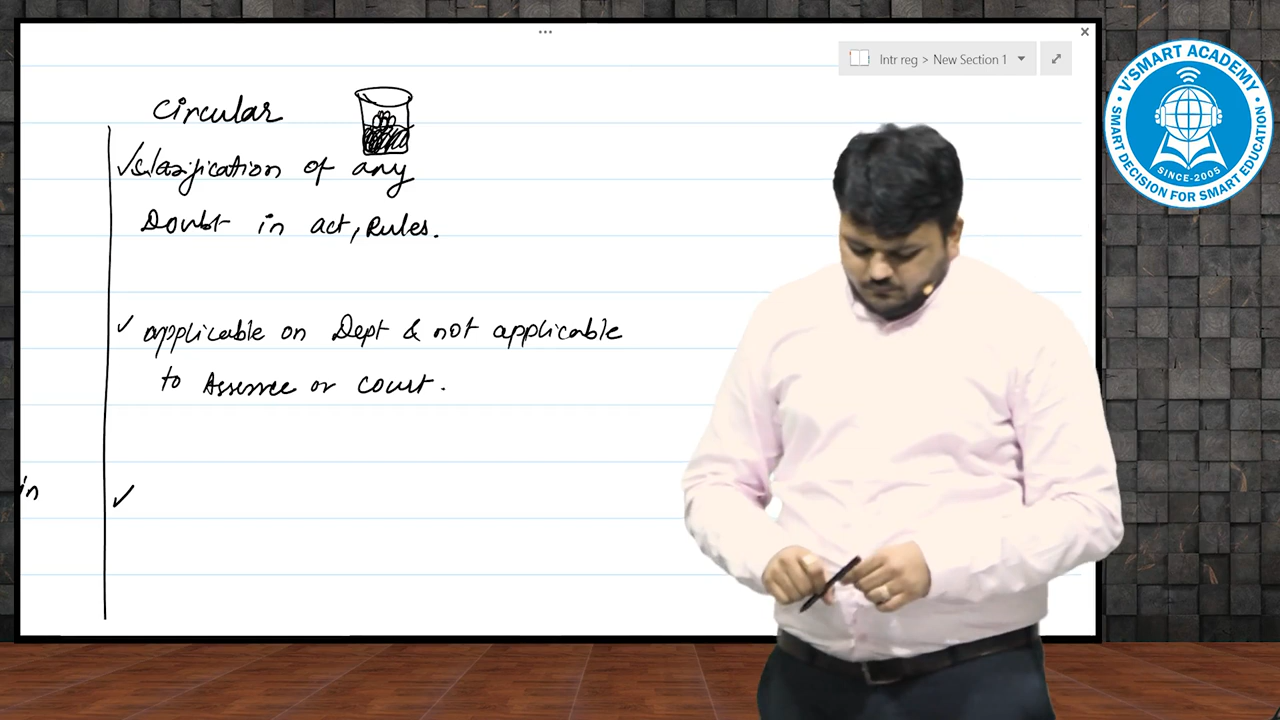 Intr reg > New Section 1
V'SMART ACADEMY
SMART DECISION FOR SMART EDUCATION
SINCE-2005
Circular
✓Clarification of any
Doubt in act, Rules.
✓ applicable on Dept & not applicable
to Assessee or Court.
in
✓